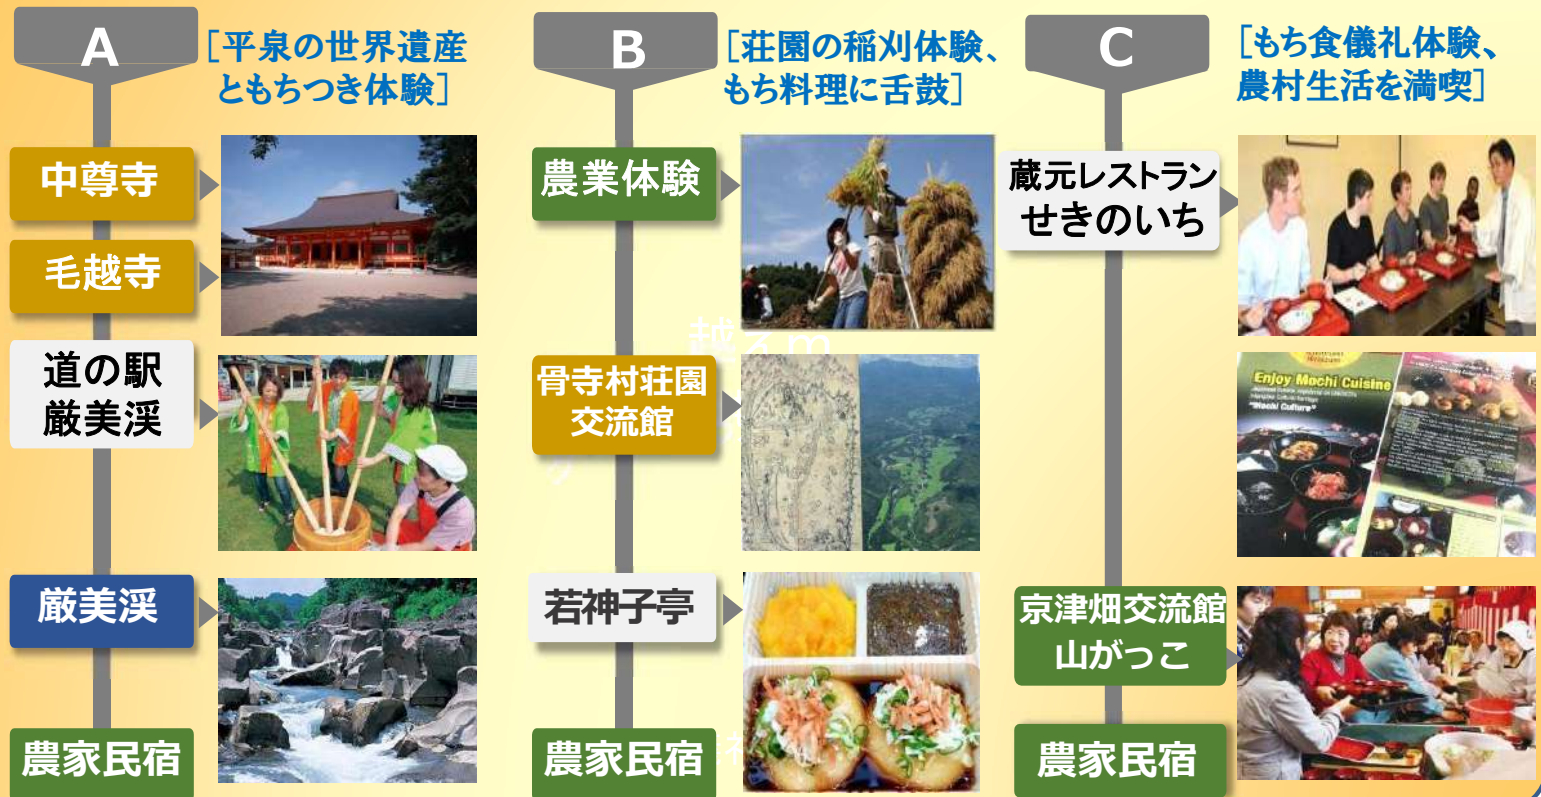 A
[平泉の世界遺産
ともちつき体験]
中尊寺
毛越寺
道の駅
厳美渓
厳美渓
農家民宿
B
[荘園の稲刈体験、
もち料理に舌鼓]
農業体験
骨寺村荘園
交流館
若神子亭
農家民宿
C
[もち食儀礼体験、
農村生活を満喫]
蔵元レストラン
せきのいち
Enjoy Mochi Cuisine
"Mochi Culture"
京津畑交流館
山がっこ
農家民宿